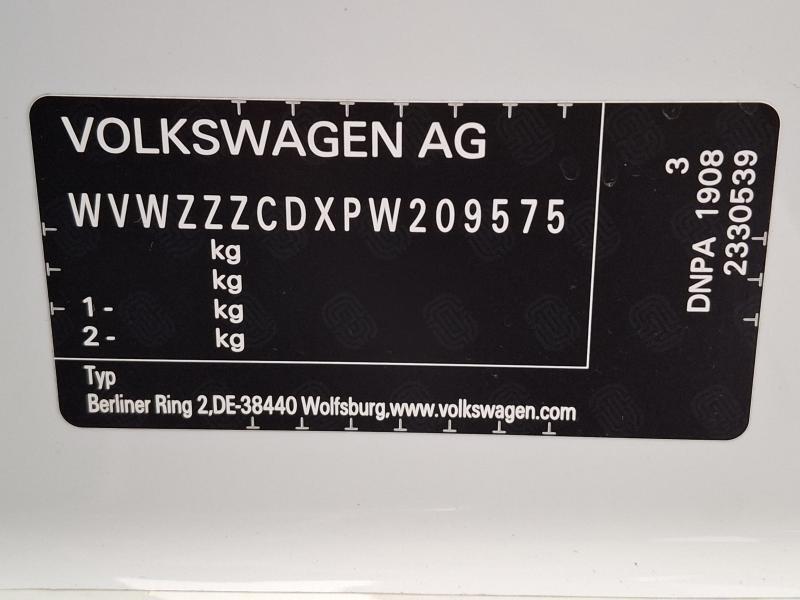 VOLKSWAGEN AG
WVWZZZCDXPW209575
kg
kg
1- kg
2- kg
Typ
Berliner Ring 2,DE-38440 Wolfsburg,www.volkswagen.com
3
DNPA 1908
2330539